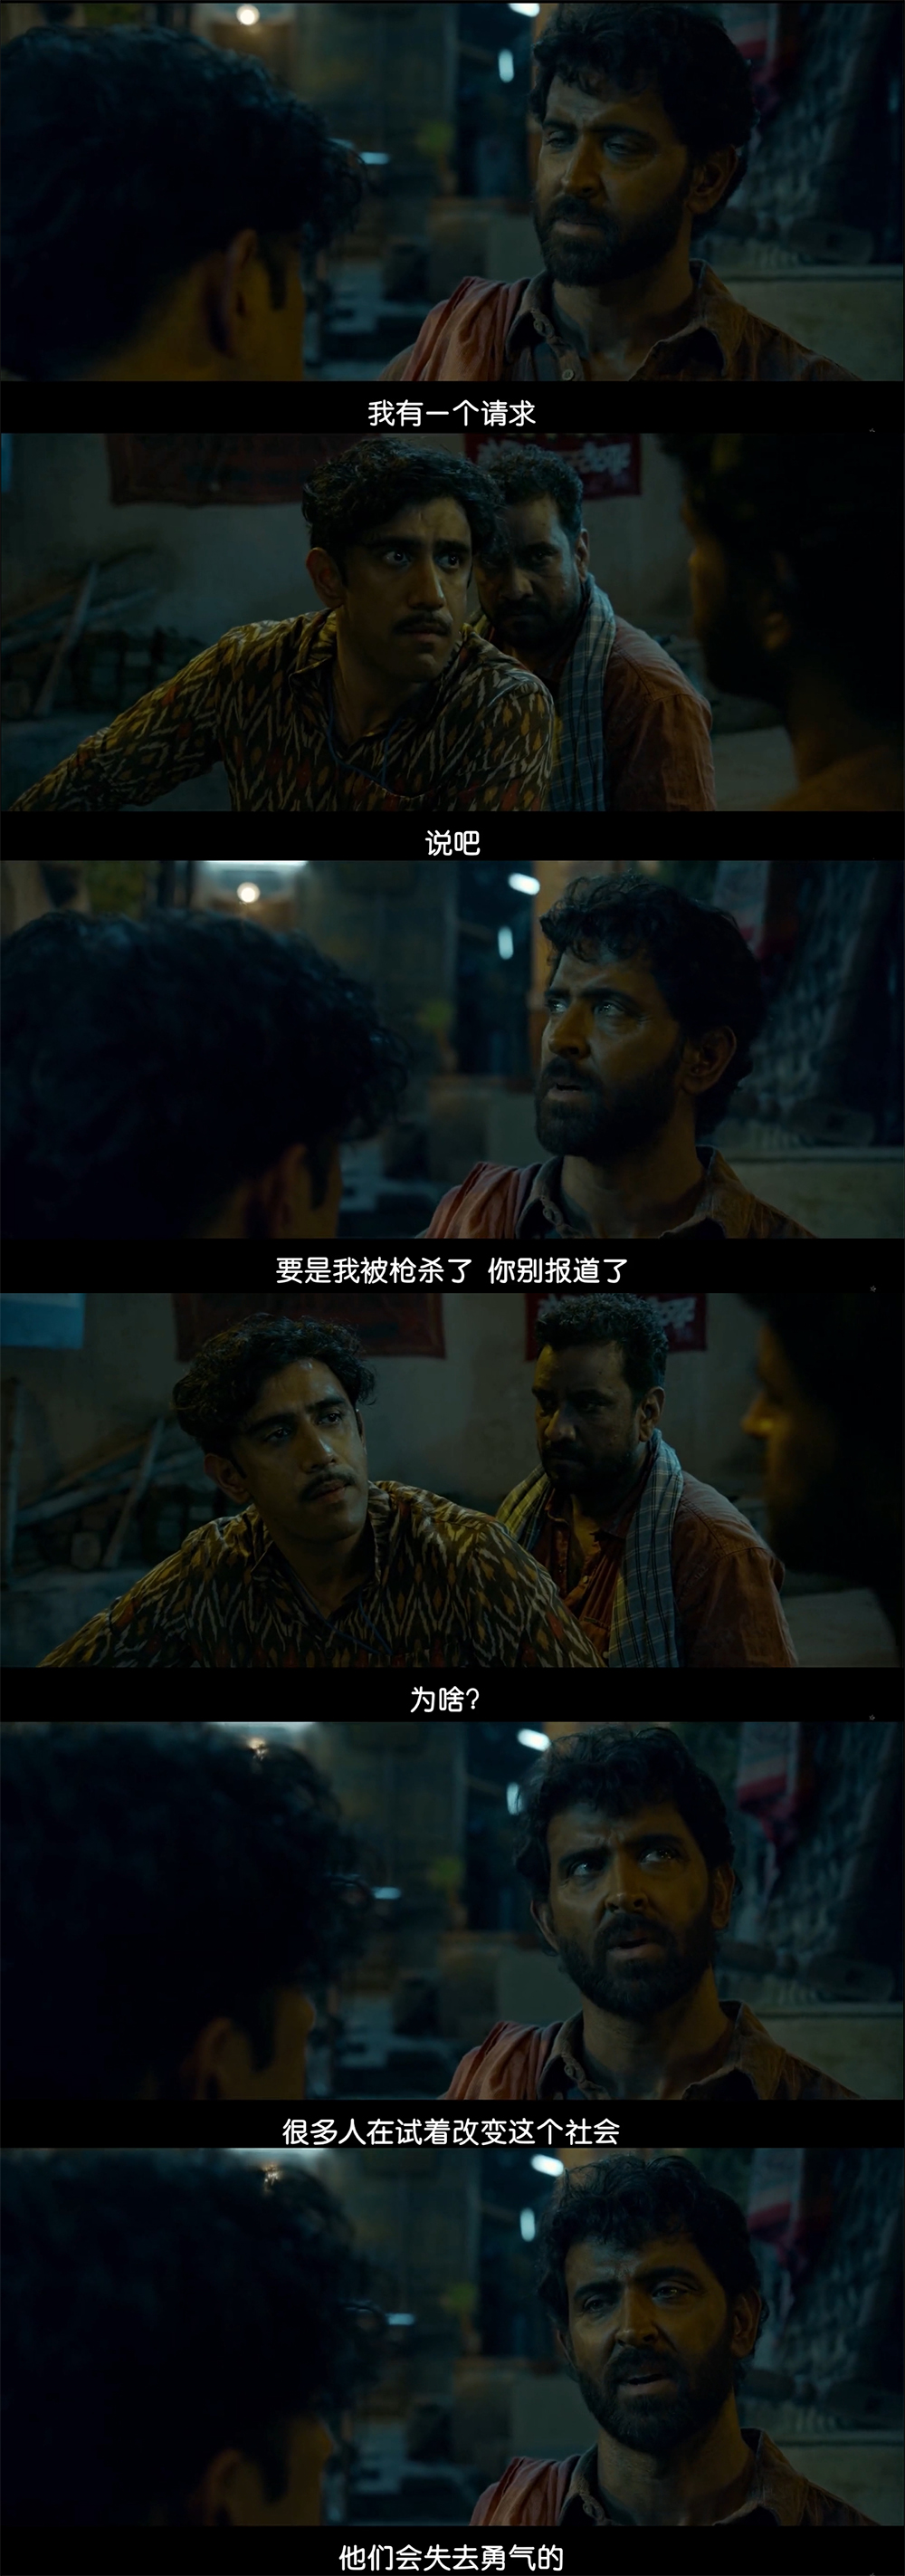 我有一个请求
说吧
要是我被枪杀了 你别报道了
为啥?
很多人在试着改变这个社会
他们会失去勇气的